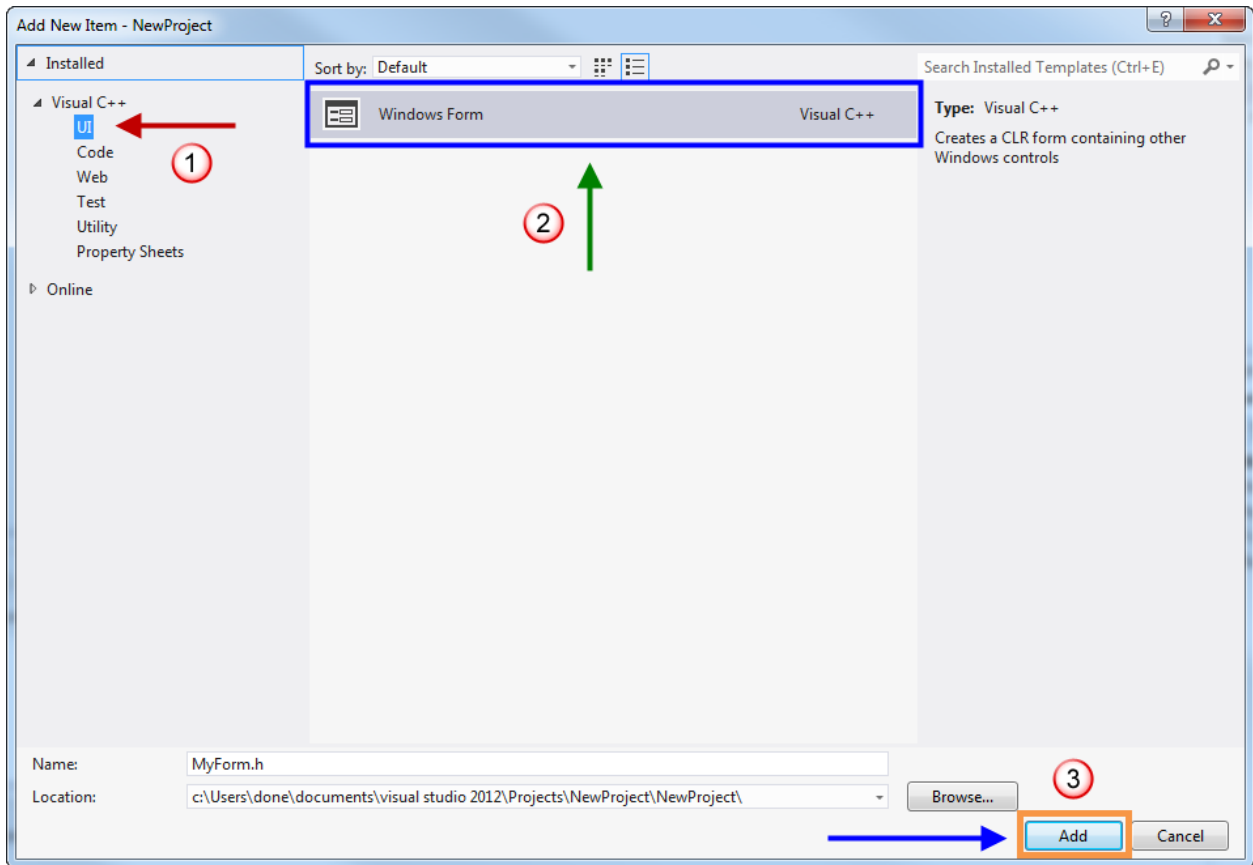 Add New Item - NewProject
Installed
Sort by: Default
Search Installed Templates (Ctrl+E)
Visual C++
UI
Code
Web
Test
Utility
Property Sheets
Online
1
Windows Form Visual C++
2
Type: Visual C++
Creates a CLR form containing other
Windows controls
Name: MyForm.h
Location: c:\Users\done\documents\visual studio 2012\Projects\NewProject\NewProject\
Browse...
3
Add Cancel